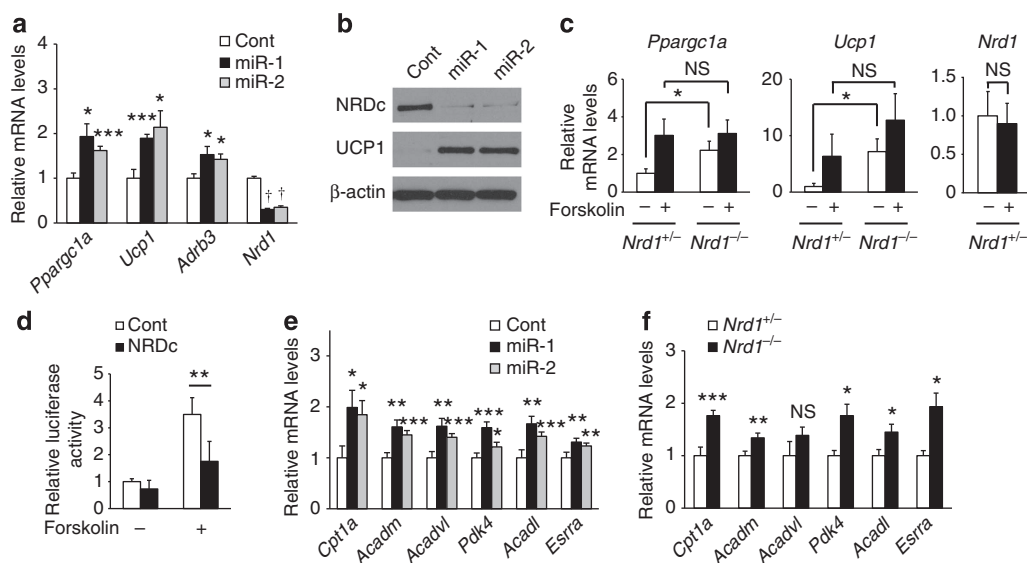 a
Relative mRNA levels
4
3
2
1
0
Cont
miR-1
miR-2
* *** *** * * * † †
Ppargc1a Ucp1 Adrb3 Nrd1
b
Cont miR-1 miR-2
NRDc
UCP1
β-actin
c
Ppargc1a Ucp1 Nrd1
Relative
mRNA levels
6
4
2
0
NS
*
20
10
0
NS
*
1.5
1.0
0.5
0
NS
Forskolin – + – + – + – + – +
Nrd1+/– Nrd1–/– Nrd1+/– Nrd1–/– Nrd1+/–
d
Cont
NRDc
Relative luciferase
activity
5
4
3
2
1
0
**
Forskolin – +
e
Relative mRNA levels
3
2
1
0
Cont
miR-1
miR-2
* * ** *** ** *** *** * ** *** ** **
Cpt1a Acadm Acadvl Pdk4 Acadl Esrra
f
Nrd1+/–
Nrd1–/–
Relative mRNA levels
3
2
1
0
*** ** NS * * *
Cpt1a Acadm Acadvl Pdk4 Acadl Esrra